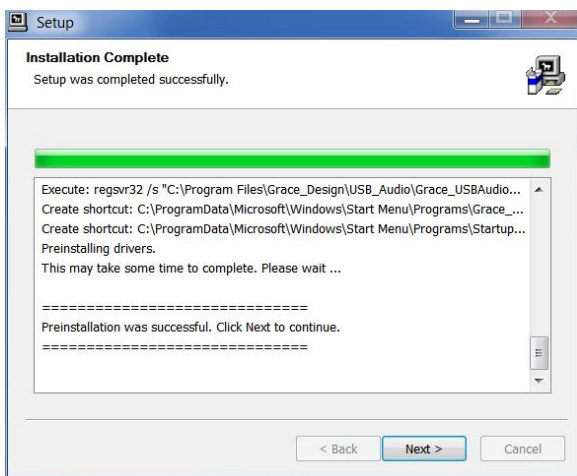 Setup
Installation Complete
Setup was completed successfully.
Execute: regsvr32 /s "C:\Program Files\Grace_Design\USB_Audio\Grace_USBAudio...
Create shortcut: C:\ProgramData\Microsoft\Windows\Start Menu\Programs\Grace_...
Create shortcut: C:\ProgramData\Microsoft\Windows\Start Menu\Programs\Startup...
Preinstalling drivers.
This may take some time to complete. Please wait ...
==============================
Preinstallation was successful. Click Next to continue.
==============================
< Back
Next >
Cancel